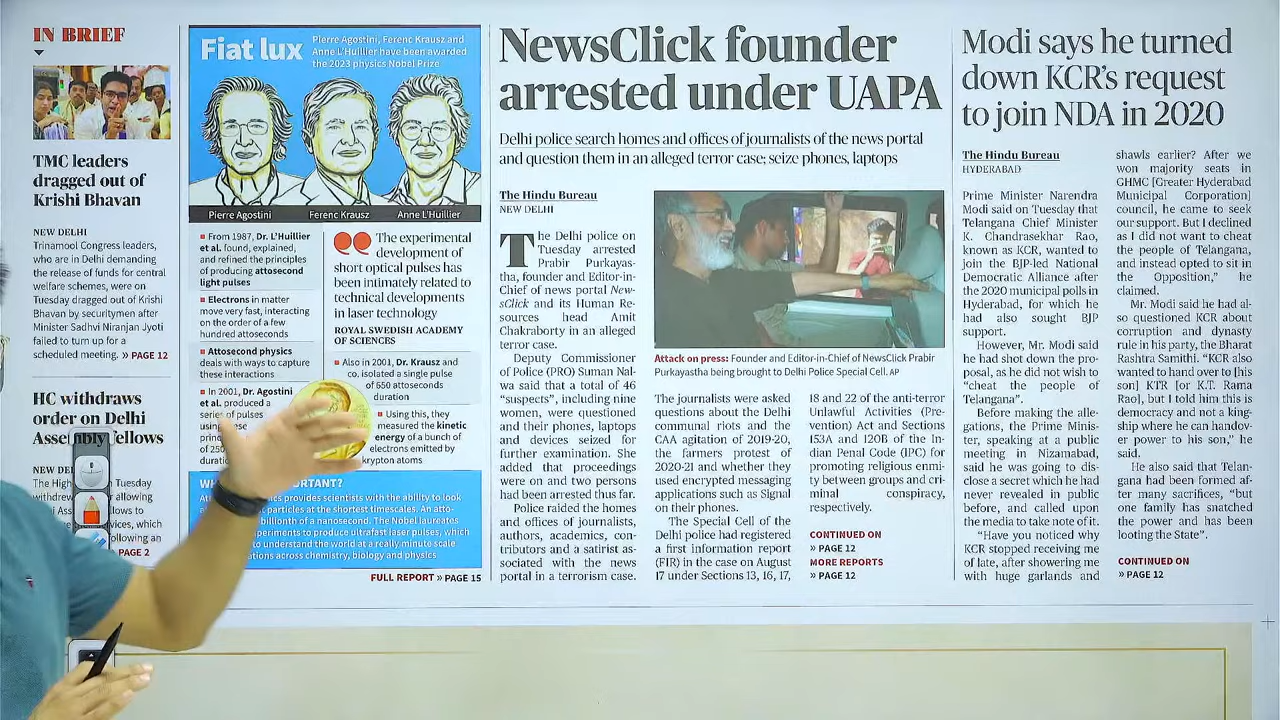 IN BRIEF
TMC leaders
dragged out of
Krishi Bhavan
NEW DELHI
Trinamool Congress leaders,
who are in Delhi demanding
the release of funds for central
welfare schemes, were on
Tuesday dragged out of Krishi
Bhavan by securitymen after
Minister Sadhvi Niranjan Jyoti
failed to turn up for a
scheduled meeting. » PAGE 12
HC withdraws
order on Delhi
Assembly fellows
NEW DEL
The High Tuesday
withdrew allowing
llows to
vices, which
ollowing an
PAGE 2
Fiat lux
Pierre Agostini, Ferenc Krausz and
Anne L'Huillier have been awarded
the 2023 physics Nobel Prize
Pierre Agostini Ferenc Krausz Anne L'Huillier
From 1987, Dr. L'Huillier
et al. found, explained,
and refined the principles
of producing attosecond
light pulses
Electrons in matter
move very fast, interacting
on the order of a few
hundred attoseconds
Attosecond physics
deals with ways to capture
these interactions
In 2001, Dr. Agostini
et al. produced a
series of pulses
using
princ
of 250
durati
The experimental
development of
short optical pulses has
been intimately related to
technical developments
in laser technology
ROYAL SWEDISH ACADEMY
OF SCIENCES
Also in 2001, Dr. Krausz and
co. isolated a single pulse
of 650 attoseconds
duration
Using this, they
measured the kinetic
energy of a bunch of
electrons emitted by
krypton atoms
WH PORTANT?
At ics provides scientists with the ability to look
particles at the shortest timescales. An atto-
billionth of a nanosecond. The Nobel laureates'
xperiments to produce ultrafast laser pulses, which
to understand the world at a really minute scale
ations across chemistry, biology and physics
FULL REPORT » PAGE 15
NewsClick founder
arrested under UAPA
Delhi police search homes and offices of journalists of the news portal
and question them in an alleged terror case; seize phones, laptops
The Hindu Bureau
NEW DELHI
The Delhi police on
Tuesday arrested
Prabir Purkayas-
tha, founder and Editor-in-
Chief of news portal New-
sClick and its Human Re-
sources head Amit
Chakraborty in an alleged
terror case.
Deputy Commissioner
of Police (PRO) Suman Nal-
wa said that a total of 46
“suspects”, including nine
women, were questioned
and their phones, laptops
and devices seized for
further examination. She
added that proceedings
were on and two persons
had been arrested thus far.
Police raided the homes
and offices of journalists,
authors, academics, con-
tributors and a satirist as-
sociated with the news
portal in a terrorism case.
Attack on press: Founder and Editor-in-Chief of NewsClick Prabir
Purkayastha being brought to Delhi Police Special Cell. AP
The journalists were asked
questions about the Delhi
communal riots and the
CAA agitation of 2019-20,
the farmers protest of
2020-21 and whether they
used encrypted messaging
applications such as Signal
on their phones.
The Special Cell of the
Delhi police had registered
a first information report
(FIR) in the case on August
17 under Sections 13, 16, 17,
18 and 22 of the anti-terror
Unlawful Activities (Pre-
vention) Act and Sections
153A and 120B of the In-
dian Penal Code (IPC) for
promoting religious enmi-
ty between groups and cri-
minal conspiracy,
respectively.
CONTINUED ON
» PAGE 12
MORE REPORTS
» PAGE 12
Modi says he turned
down KCR's request
to join NDA in 2020
The Hindu Bureau
HYDERABAD
Prime Minister Narendra
Modi said on Tuesday that
Telangana Chief Minister
K. Chandrasekhar Rao,
known as KCR, wanted to
join the BJP-led National
Democratic Alliance after
the 2020 municipal polls in
Hyderabad, for which he
had also sought BJP
support.
However, Mr. Modi said
he had shot down the pro-
posal, as he did not wish to
“cheat the people of
Telangana”.
Before making the alle-
gations, the Prime Minis-
ter, speaking at a public
meeting in Nizamabad,
said he was going to dis-
close a secret which he had
never revealed in public
before, and called upon
the media to take note of it.
“Have you noticed why
KCR stopped receiving me
of late, after showering me
with huge garlands and
shawls earlier? After we
won majority seats in
GHMC [Greater Hyderabad
Municipal Corporation]
council, he came to seek
our support. But I declined
as I did not want to cheat
the people of Telangana,
and instead opted to sit in
the Opposition,” he
claimed.
Mr. Modi said he had al-
so questioned KCR about
corruption and dynasty
rule in his party, the Bharat
Rashtra Samithi. “KCR also
wanted to hand over to [his
son] KTR [or K.T. Rama
Rao], but I told him this is
democracy and not a king-
ship where he can handov-
er power to his son,” he
said.
He also said that Telan-
gana had been formed af-
ter many sacrifices, “but
one family has snatched
the power and has been
looting the State”.
CONTINUED ON
» PAGE 12